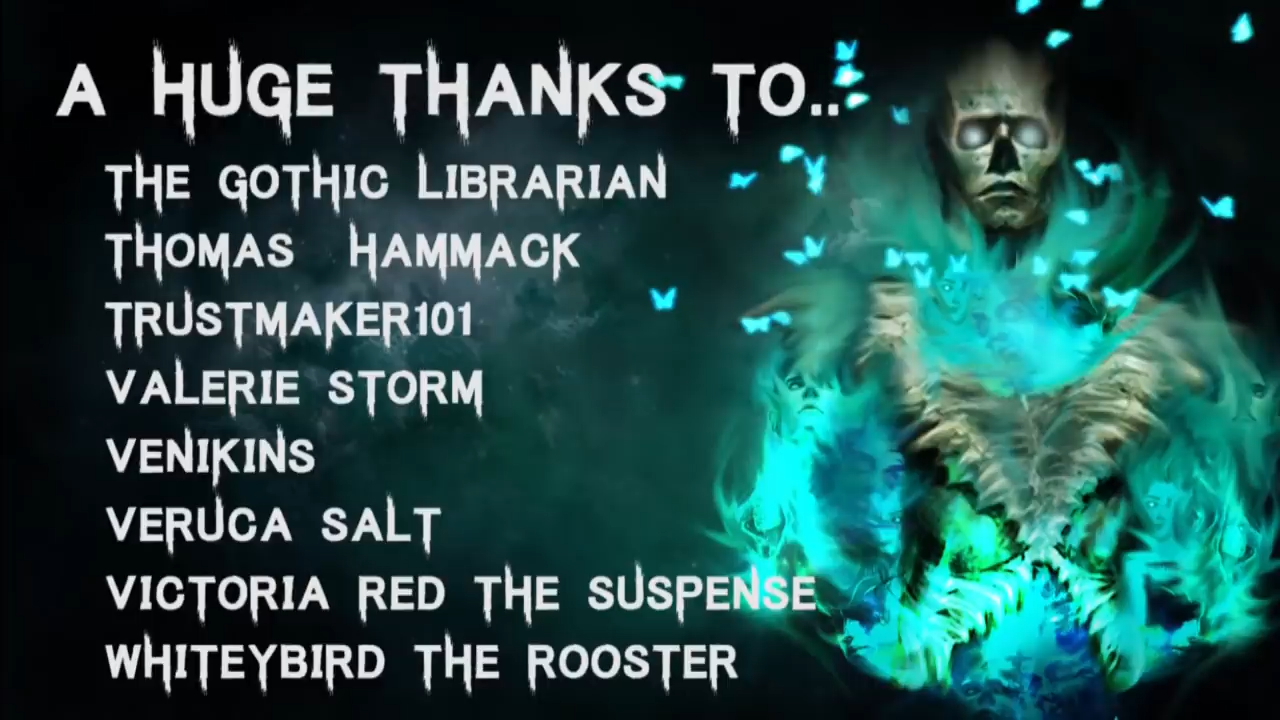 A HUGE THANKS TO..
THE GOTHIC LIBRARIAN
THOMAS HAMMACK
TRUSTMAKER101
VALERIE STORM
VENIKINS
VERUCA SALT
VICTORIA RED THE SUSPENSE
WHITEYBIRD THE ROOSTER